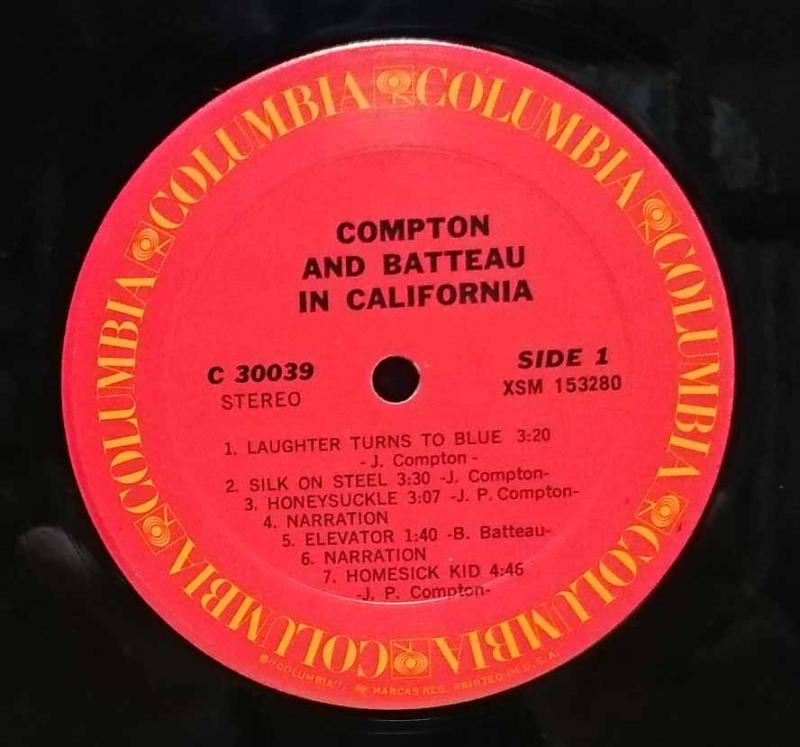 COLUMBIA COLUMBIA COLUMBIA COLUMBIA COLUMBIA COLUMBIA COLUMBIA COLUMBIA
COMPTON
AND BATTEAU
IN CALIFORNIA
C 30039
STEREO
SIDE 1
XSM 153280
1. LAUGHTER TURNS TO BLUE 3:20
-J. Compton-
2. SILK ON STEEL 3:30 -J. Compton-
3. HONEYSUCKLE 3:07 -J. P. Compton-
4. NARRATION
5. ELEVATOR 1:40 -B. Batteau-
6. NARRATION
7. HOMESICK KID 4:46
-J. P. Compton-
®"COLUMBIA", MARCAS REG. PRINTED IN U.S.A.